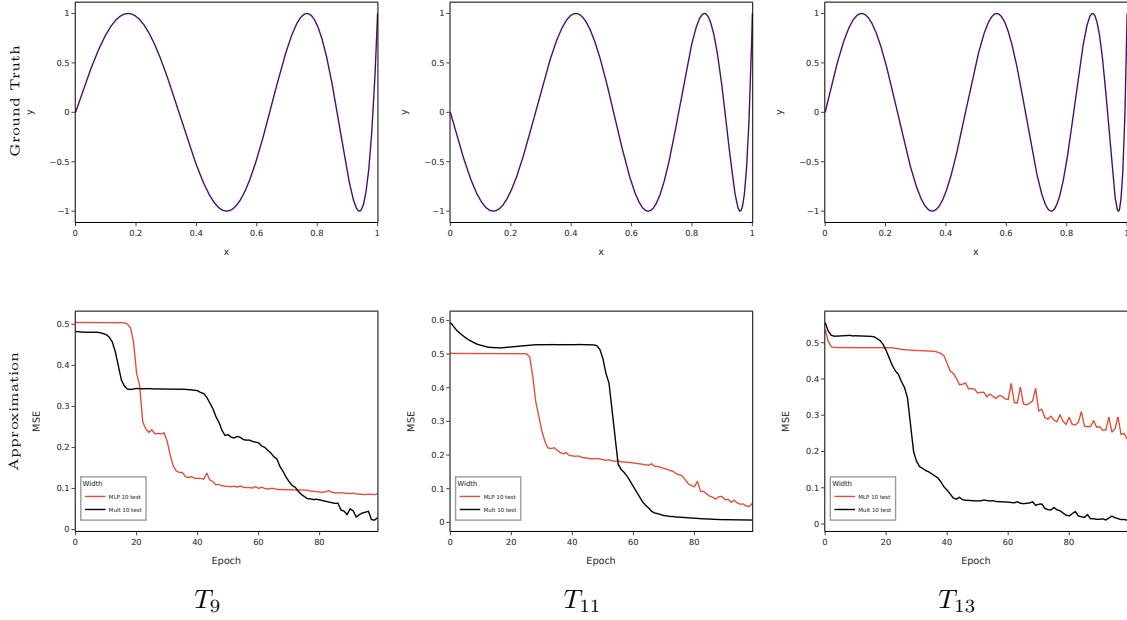 Ground Truth
1
0.5
0
−0.5
−1
y
0
0.2
0.4
0.6
0.8
1
x
1
0.5
0
−0.5
−1
y
0
0.2
0.4
0.6
0.8
1
x
1
0.5
0
−0.5
−1
y
0
0.2
0.4
0.6
0.8
1
x
Approximation
0.5
0.4
0.3
0.2
0.1
0
MSE
Width
MLP 10 test
Mult 10 test
0
20
40
60
80
Epoch
T9
0.6
0.5
0.4
0.3
0.2
0.1
0
MSE
Width
MLP 10 test
Mult 10 test
0
20
40
60
80
Epoch
T11
0.5
0.4
0.3
0.2
0.1
0
MSE
Width
MLP 10 test
Mult 10 test
0
20
40
60
80
Epoch
T13